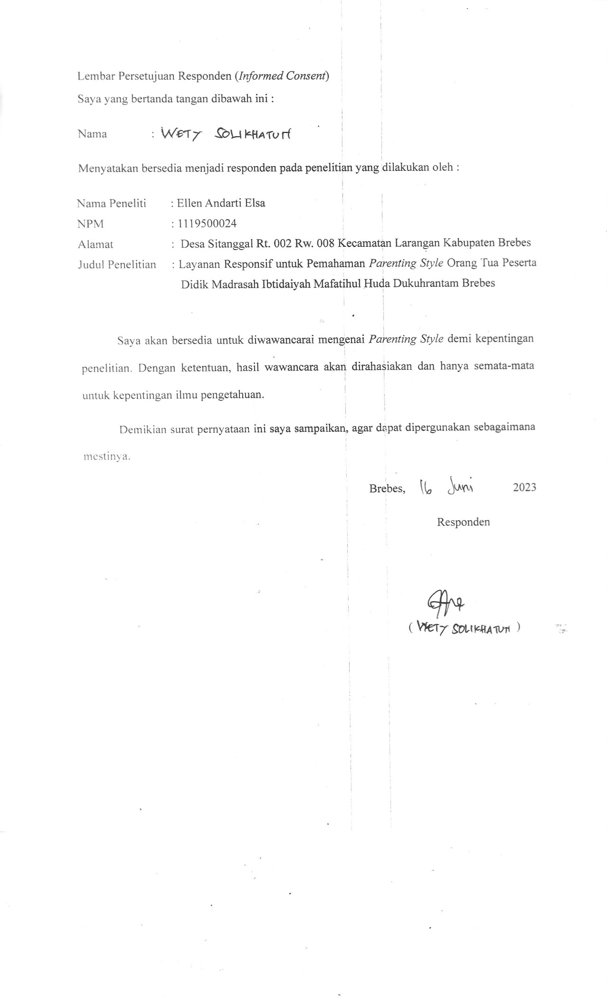 Lembar Persetujuan Responden (Informed Consent)
Saya yang bertanda tangan dibawah ini :
Nama : WETY SOLIKHATUN
Menyatakan bersedia menjadi responden pada penelitian yang dilakukan oleh :
Nama Peneliti : Ellen Andarti Elsa
NPM : 1119500024
Alamat : Desa Sitanggal Rt. 002 Rw. 008 Kecamatan Larangan Kabupaten Brebes
Judul Penelitian : Layanan Responsif untuk Pemahaman Parenting Style Orang Tua Peserta
Didik Madrasah Ibtidaiyah Mafatihul Huda Dukuhrantam Brebes
Saya akan bersedia untuk diwawancarai mengenai Parenting Style demi kepentingan
penelitian. Dengan ketentuan, hasil wawancara akan dirahasiakan dan hanya semata-mata
untuk kepentingan ilmu pengetahuan.
Demikian surat pernyataan ini saya sampaikan, agar dapat dipergunakan sebagaimana
mestinya.
Brebes, 16 Juni 2023
Responden
(WETY SOLIKHATUN)